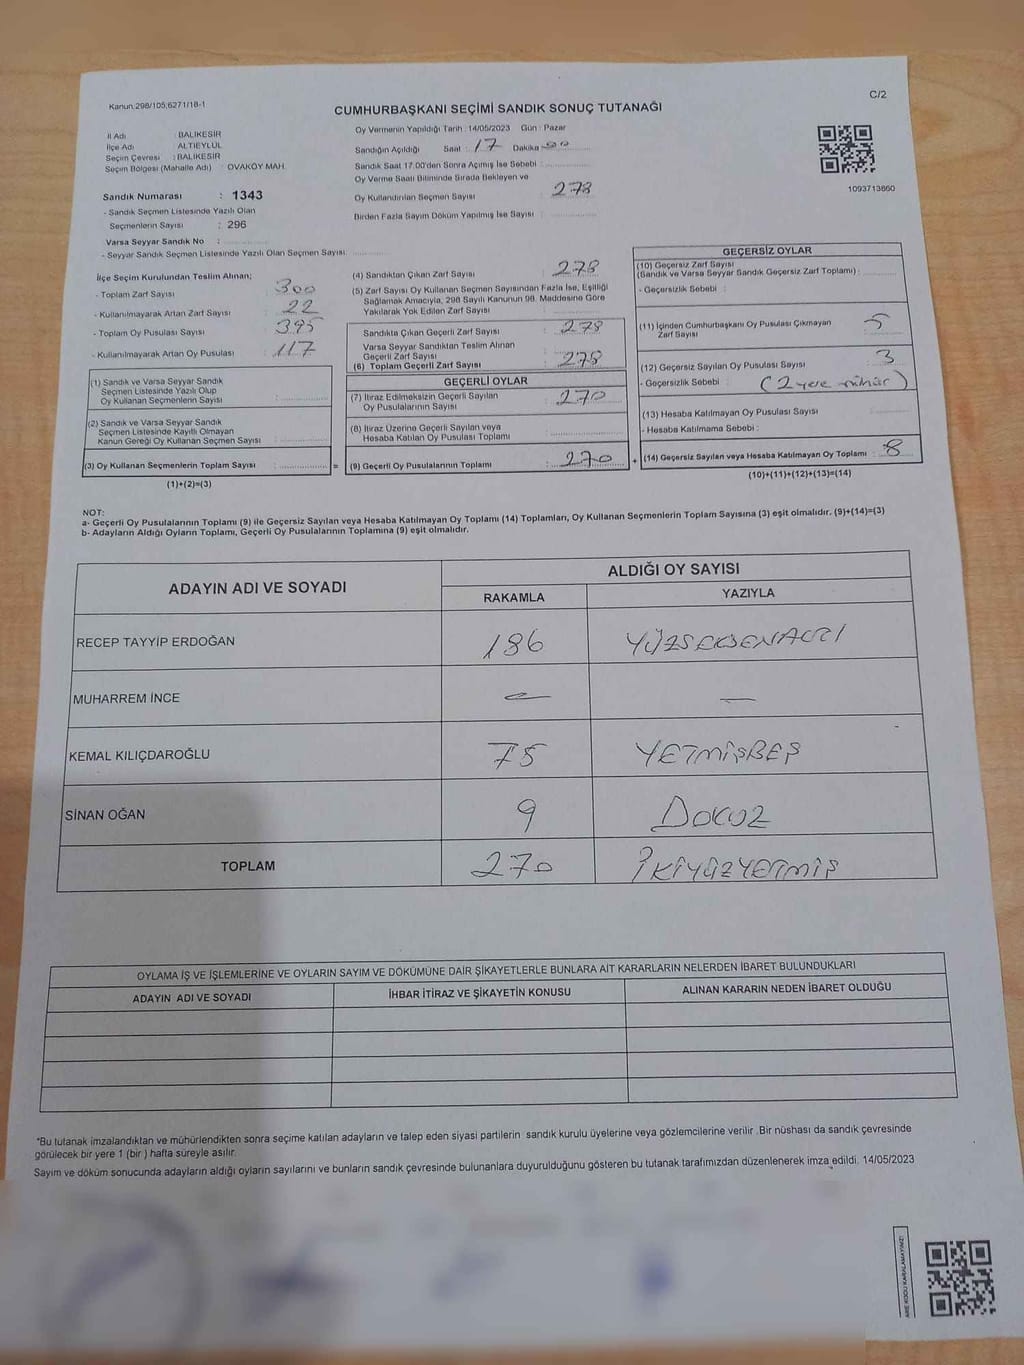 Kanun.298/105;6271/18-1
C/2
CUMHURBAŞKANI SEÇİMİ SANDIK SONUÇ TUTANAĞI
İl Adı : BALIKESİR
İlçe Adı : ALTIEYLÜL
Seçim Çevresi : BALIKESİR
Seçim Bölgesi (Mahalle Adı) : OVAKÖY MAH.
Sandık Numarası : 1343
- Sandık Seçmen Listesinde Yazılı Olan
Seçmenlerin Sayısı : 296
Varsa Seyyar Sandık No :
- Seyyar Sandık Seçmen Listesinde Yazılı Olan Seçmen Sayısı:
Oy Vermenin Yapıldığı Tarih : 14/05/2023 Gün : Pazar
Sandığın Açıldığı Saat : 17 Dakika 00
Sandık Saat 17.00'den Sonra Açımış İse Sebebi :
Oy Verme Saati Bitiminde Sırada Bekleyen ve
Oy Kullandırılan Seçmen Sayısı 278
Birden Fazla Sayım Döküm Yapılmış İse Sayısı :
1093713860
İlçe Seçim Kurulundan Teslim Alınan;
- Toplam Zarf Sayısı : 300
- Kullanılmayarak Artan Zarf Sayısı : 22
- Toplam Oy Pusulası Sayısı : 395
- Kullanılmayarak Artan Oy Pusulası : 117
(1) Sandık ve Varsa Seyyar Sandık
Seçmen Listesinde Yazılı Olup
Oy Kullanan Seçmenlerin Sayısı :
(2) Sandık ve Varsa Seyyar Sandık
Seçmen Listesinde Kayıtlı Olmayan
Kanun Gereği Oy Kullanan Seçmen Sayısı :
(3) Oy Kullanan Seçmenlerin Toplam Sayısı :
(1)+(2)=(3)
(4) Sandıktan Çıkan Zarf Sayısı : 278
(5) Zarf Sayısı Oy Kullanan Seçmen Sayısından Fazla İse, Eşitliği
Sağlamak Amacıyla, 298 Sayılı Kanunun 98. Maddesine Göre
Yakılarak Yok Edilen Zarf Sayısı :
Sandıkta Çıkan Geçerli Zarf Sayısı : 278
Varsa Seyyar Sandıktan Teslim Alınan
Geçerli Zarf Sayısı :
(6) Toplam Geçerli Zarf Sayısı : 278
GEÇERLİ OYLAR
(7) İtiraz Edilmeksizin Geçerli Sayılan
Oy Pusulalarının Sayısı : 270
(8) İtiraz Üzerine Geçerli Sayılan veya
Hesaba Katılan Oy Pusulası Toplamı :
= (9) Geçerli Oy Pusulalarının Toplamı : 270
GEÇERSİZ OYLAR
(10) Geçersiz Zarf Sayısı
(Sandık ve Varsa Seyyar Sandık Geçersiz Zarf Toplamı) :
- Geçersizlik Sebebi :
(11) İçinden Cumhurbaşkanı Oy Pusulası Çıkmayan
Zarf Sayısı : 5
(12) Geçersiz Sayılan Oy Pusulası Sayısı : 3
- Geçersizlik Sebebi : (2 yere mühür)
(13) Hesaba Katılmayan Oy Pusulası Sayısı :
- Hesaba Katılmama Sebebi :
+ (14) Geçersiz Sayılan veya Hesaba Katılmayan Oy Toplamı : 8
(10)+(11)+(12)+(13)=(14)
NOT:
a- Geçerli Oy Pusulalarının Toplamı (9) ile Geçersiz Sayılan veya Hesaba Katılmayan Oy Toplamı (14) Toplamları, Oy Kullanan Seçmenlerin Toplam Sayısına (3) eşit olmalıdır. (9)+(14)=(3)
b- Adayların Aldığı Oyların Toplamı, Geçerli Oy Pusulalarının Toplamına (9) eşit olmalıdır.
ADAYIN ADI VE SOYADI
ALDIĞI OY SAYISI
RAKAMLA YAZIYLA
RECEP TAYYİP ERDOĞAN 186 YÜZSEKSENALTI
MUHARREM İNCE — —
KEMAL KILIÇDAROĞLU 75 YETMİŞBEŞ
SİNAN OĞAN 9 DOKUZ
TOPLAM 270 İKİYÜZYETMİŞ
OYLAMA İŞ VE İŞLEMLERİNE VE OYLARIN SAYIM VE DÖKÜMÜNE DAİR ŞİKAYETLERLE BUNLARA AİT KARARLARIN NELERDEN İBARET BULUNDUKLARI
ADAYIN ADI VE SOYADI İHBAR İTİRAZ VE ŞİKAYETİN KONUSU ALINAN KARARIN NEDEN İBARET OLDUĞU
*Bu tutanak imzalandıktan ve mühürlendikten sonra seçime katılan adayların ve talep eden siyasi partilerin sandık kurulu üyelerine veya gözlemcilerine verilir .Bir nüshası da sandık çevresinde
görülecek bir yere 1 (bir ) hafta süreyle asılır.
Sayım ve döküm sonucunda adayların aldığı oyların sayılarını ve bunların sandık çevresinde bulunanlara duyurulduğunu gösteren bu tutanak tarafımızdan düzenlenerek imza edildi. 14/05/2023
KARALAMAYINIZ!